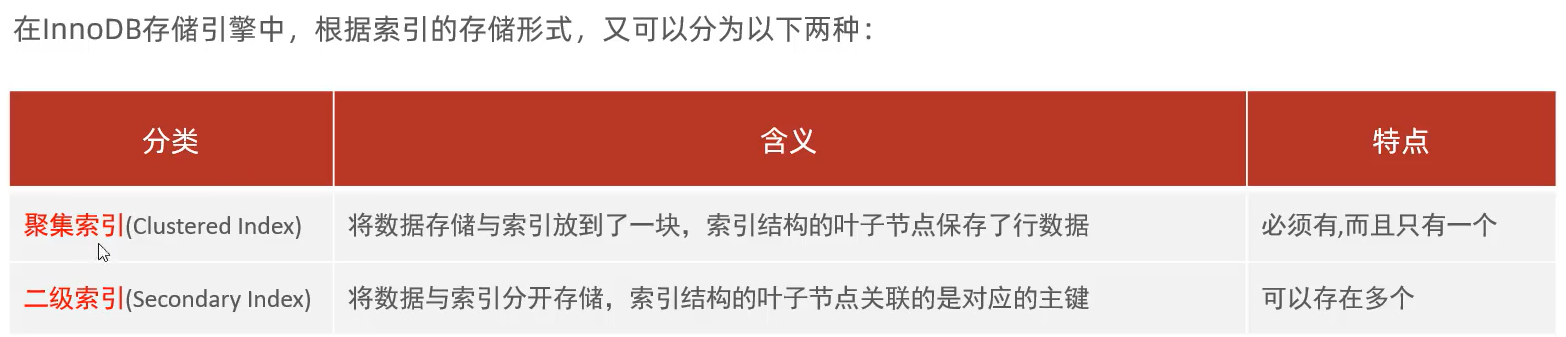 在InnoDB存储引擎中，根据索引的存储形式，又可以分为以下两种：
分类 含义 特点
聚集索引(Clustered Index) 将数据存储与索引放到了一块，索引结构的叶子节点保存了行数据 必须有,而且只有一个
二级索引(Secondary Index) 将数据与索引分开存储，索引结构的叶子节点关联的是对应的主键 可以存在多个